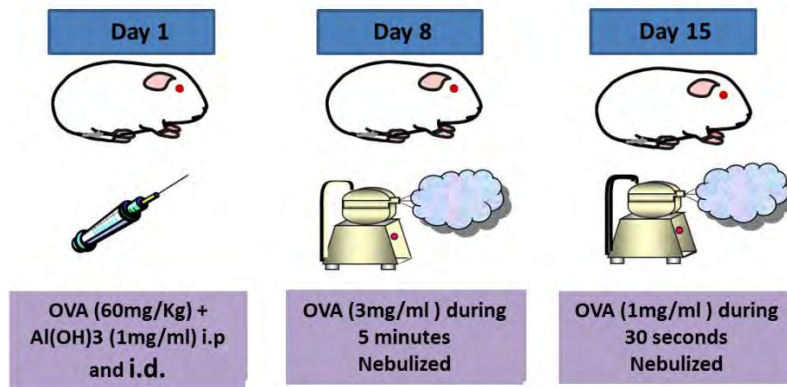 Day 1
Day 8
Day 15
OVA (60mg/Kg) +
Al(OH)3 (1mg/ml) i.p
and i.d.
OVA (3mg/ml ) during
5 minutes
Nebulized
OVA (1mg/ml ) during
30 seconds
Nebulized